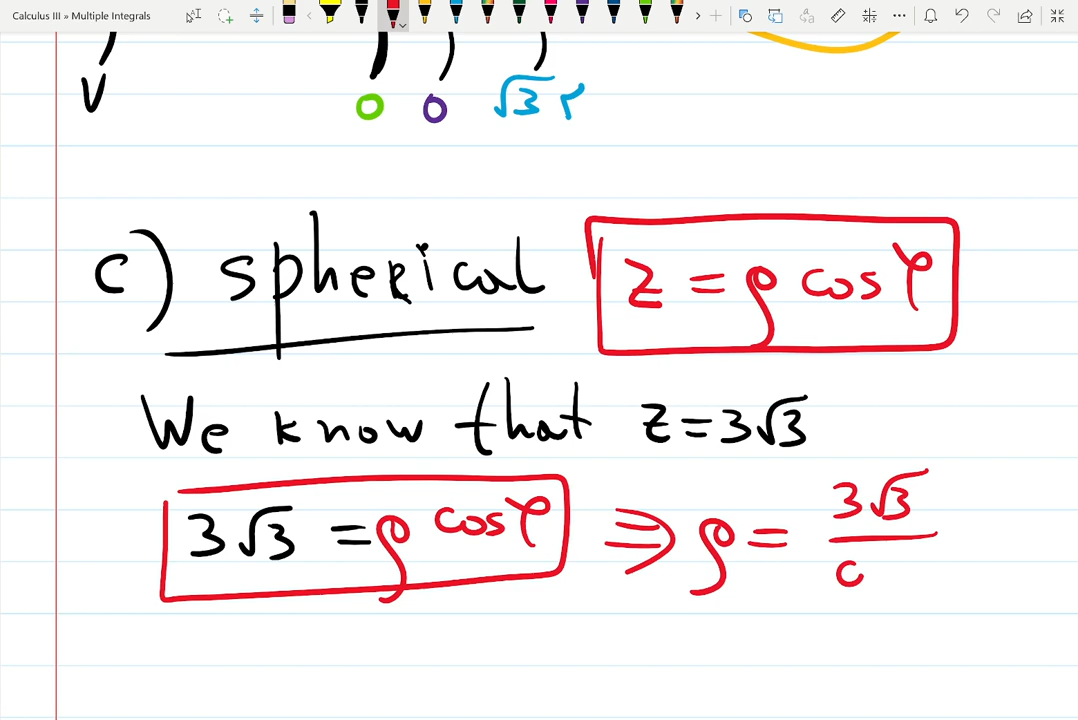 Calculus III » Multiple Integrals
V 0 0 √3 r
c) spherical z = ρ cos φ
We know that z = 3√3
3√3 = ρ cos φ ⇒ ρ = 3√3 / c